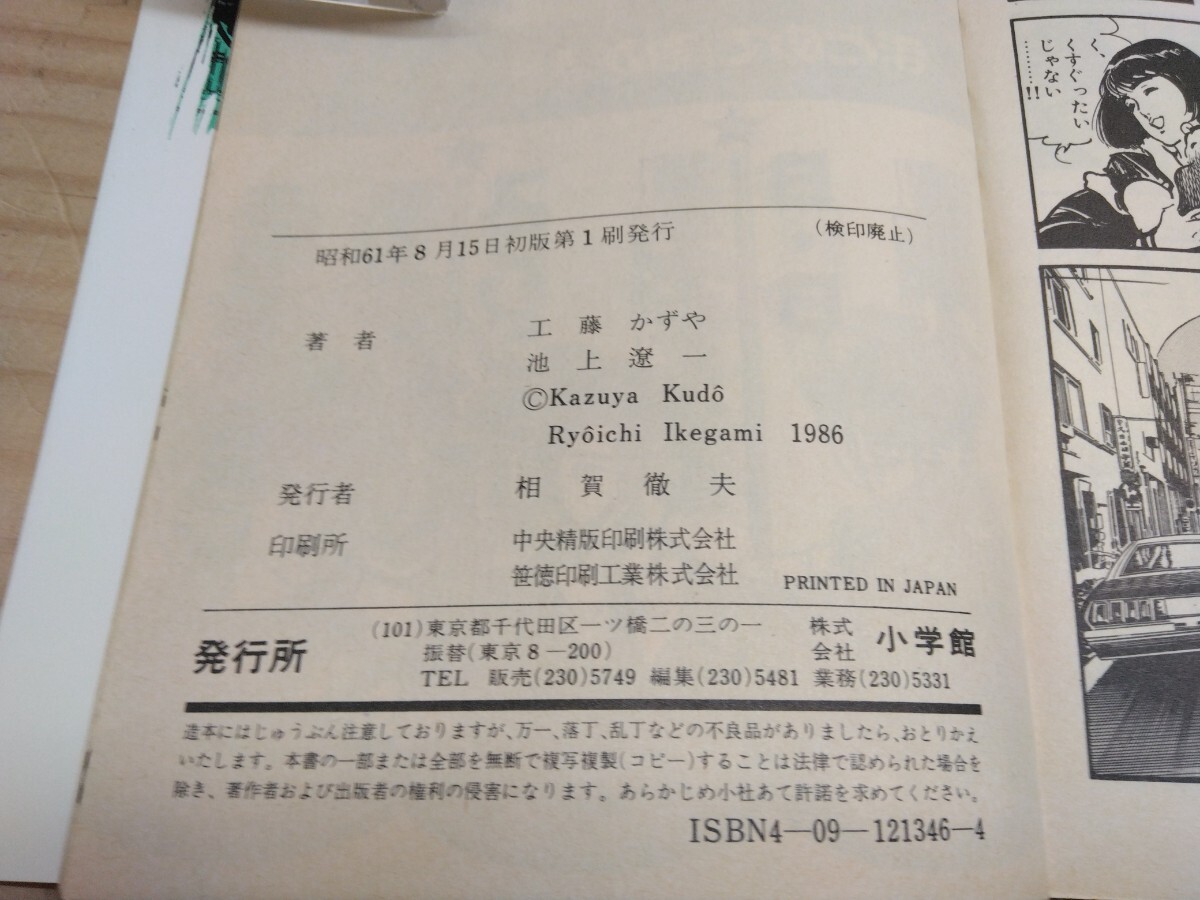 昭和61年8月15日初版第1刷発行 (検印廃止)
著者 工藤 かずや
池上遼一
©Kazuya Kudô
Ryôichi Ikegami 1986
発行者 相賀徹夫
印刷所 中央精版印刷株式会社
笹徳印刷工業株式会社 PRINTED IN JAPAN
発行所 (101)東京都千代田区一ツ橋二の三の一 株式会社 小学館
振替(東京8—200)
TEL 販売(230)5749 編集(230)5481 業務(230)5331
造本にはじゅうぶん注意しておりますが、万一、落丁、乱丁などの不良品がありましたら、おとりかえ
いたします。本書の一部または全部を無断で複写複製(コピー)することは法律で認められた場合を
除き、著作者および出版者の権利の侵害になります。あらかじめ小社あて許諾を求めてください。
ISBN4—09—121346—4
く、
くすぐったい
じゃない
………!!